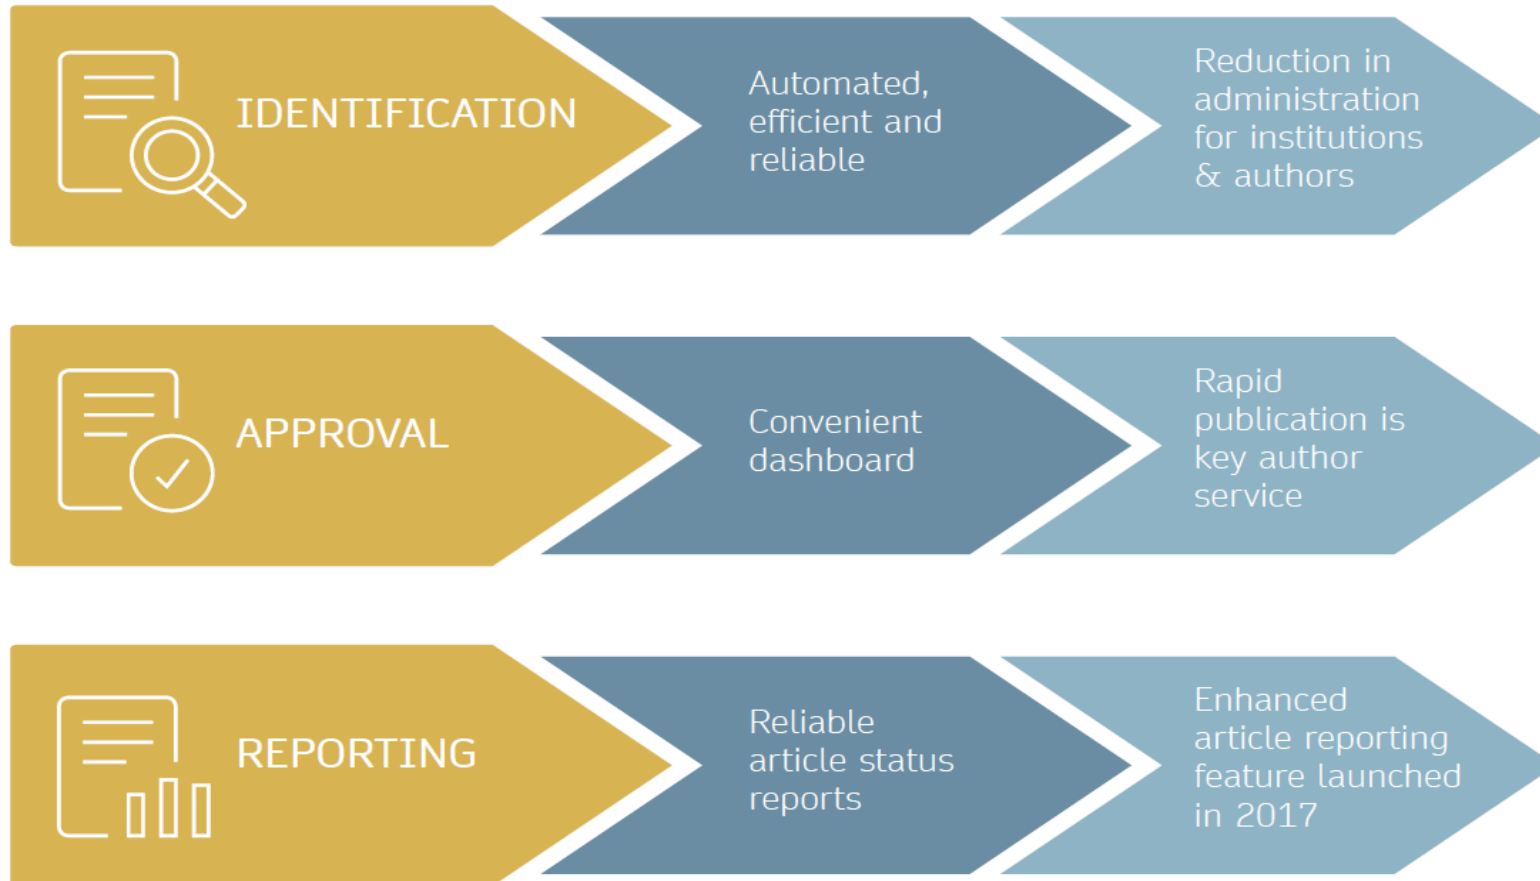 IDENTIFICATION
Automated,
efficient and
reliable
Reduction in
administration
for institutions
& authors
APPROVAL
Convenient
dashboard
Rapid
publication is
key author
service
REPORTING
Reliable
article status
reports
Enhanced
article reporting
feature launched
in 2017